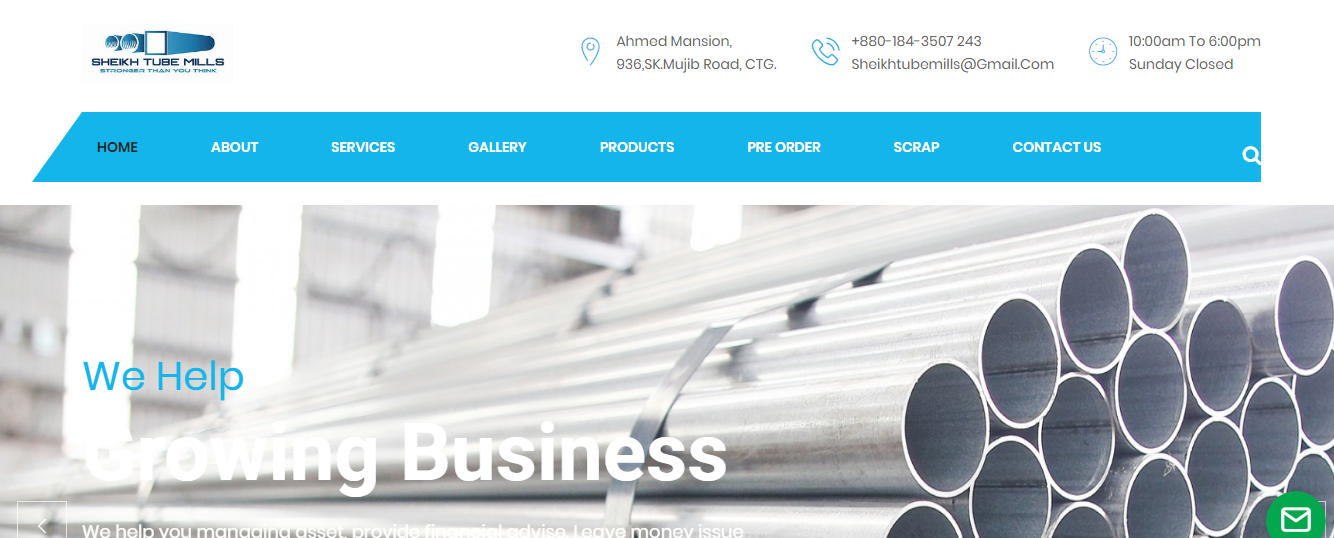 SHEIKH TUBE MILLS
STRONGER THAN YOU THINK
Ahmed Mansion,
936,SK.Mujib Road, CTG.
+880-184-3507 243
Sheikhtubemills@Gmail.Com
10:00am To 6:00pm
Sunday Closed
HOME ABOUT SERVICES GALLERY PRODUCTS PRE ORDER SCRAP CONTACT US
We Help
Growing Business
We help you managing asset, provide financial advise. Leave money issue